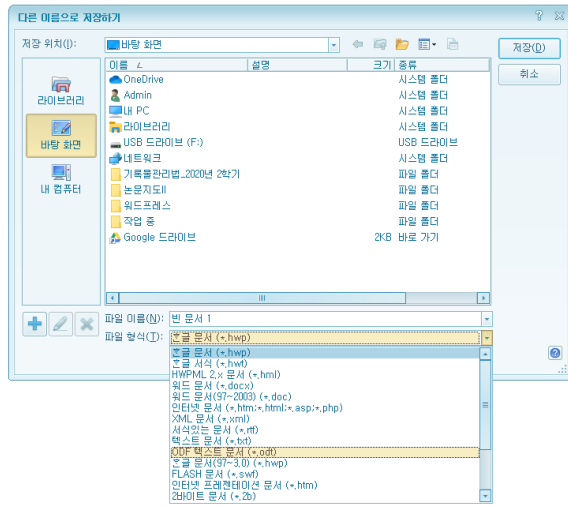 다른 이름으로 저장하기
저장 위치(I):
바탕 화면
저장(D)
취소
라이브러리
바탕 화면
내 컴퓨터
이름
설명
크기
종류
OneDrive
시스템 폴더
Admin
시스템 폴더
내 PC
시스템 폴더
라이브러리
시스템 폴더
USB 드라이브 (F:)
USB 드라이브
네트워크
시스템 폴더
기록물관리법_2020년 2학기
파일 폴더
논문지도II
파일 폴더
워드프레스
파일 폴더
작업 중
파일 폴더
Google 드라이브
2KB 바로 가기
파일 이름(N): 빈 문서 1
파일 형식(T): ᄒᆞᆫ글 문서 (*.hwp)
ᄒᆞᆫ글 문서 (*.hwp)
ᄒᆞᆫ글 서식 (*.hwt)
HWPML 2.x 문서 (*.hml)
워드 문서 (*.docx)
워드 문서(97~2003) (*.doc)
인터넷 문서 (*.htm;*.html;*.asp;*.php)
XML 문서 (*.xml)
서식있는 문서 (*.rtf)
텍스트 문서 (*.txt)
ODF 텍스트 문서 (*.odt)
ᄒᆞᆫ글 문서(97~3.0) (*.hwp)
FLASH 문서 (*.swf)
인터넷 프레젠테이션 문서 (*.htm)
2바이트 문서 (*.2b)